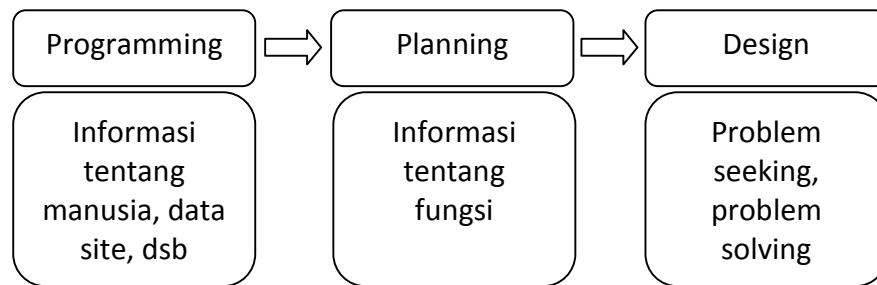 Programming
Planning
Design
Informasi
tentang
manusia, data
site, dsb
Informasi
tentang
fungsi
Problem
seeking,
problem
solving